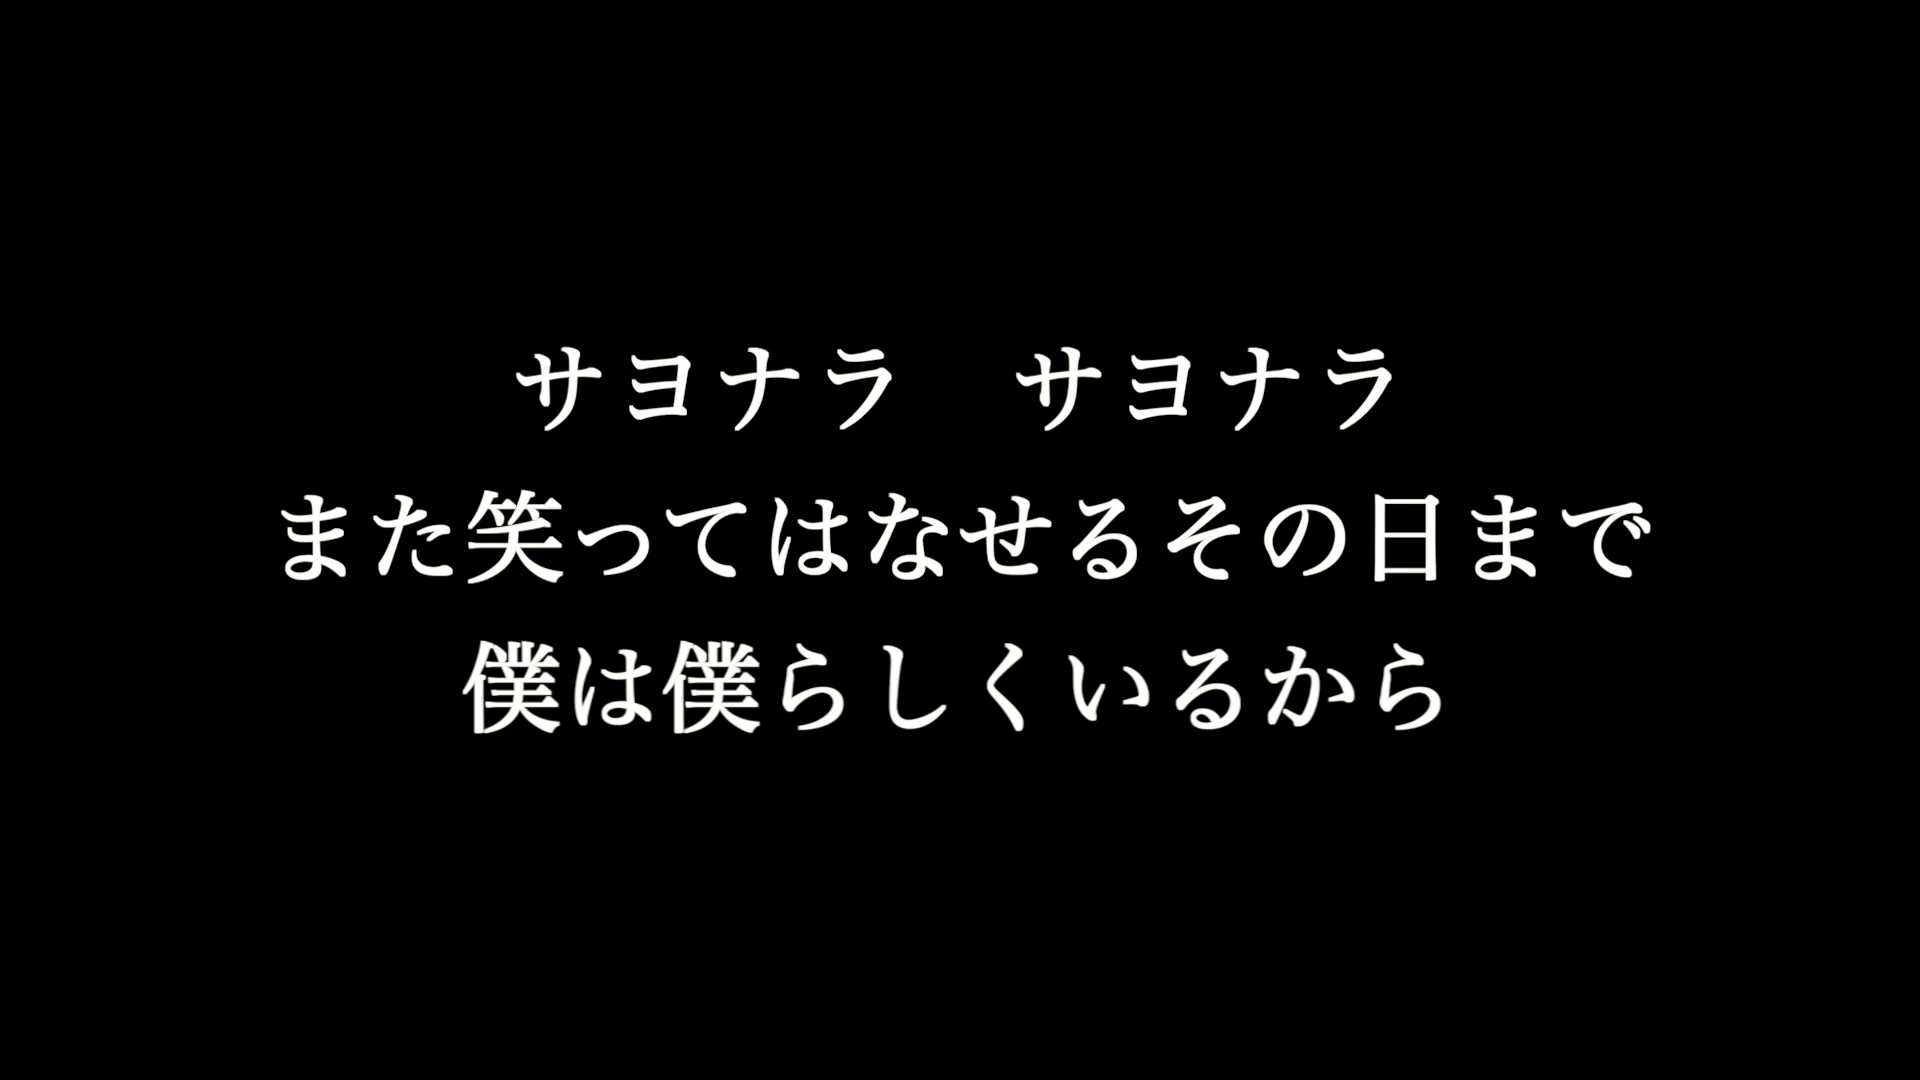 サヨナラ　サヨナラ
また笑ってはなせるその日まで
僕は僕らしくいるから